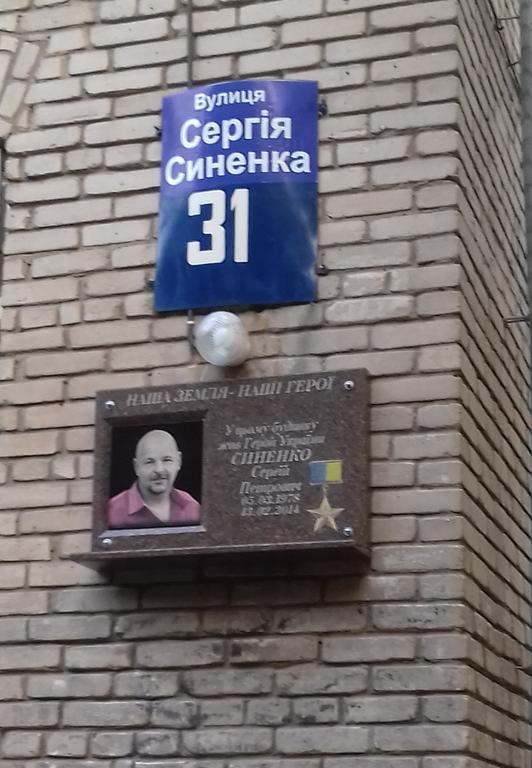 Вулиця
Сергія
Синенка
31
НАША ЗЕМЛЯ - НАШІ ГЕРОЇ
У цьому будинку
жив Герой України
СИНЕНКО
Сергій
Петрович
05.03.1978
13.02.2014